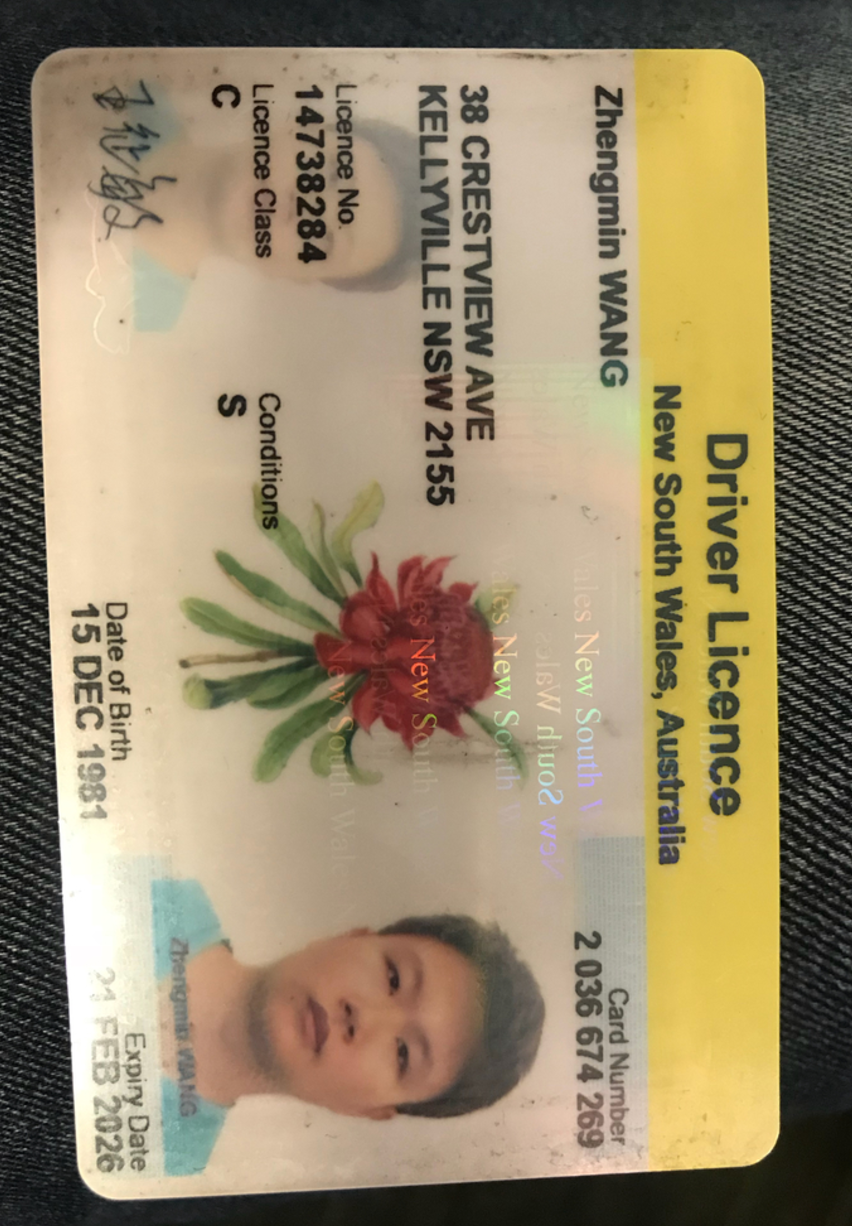 Driver Licence
New South Wales, Australia
Card Number
2 036 674 269
Zhengmin WANG
38 CRESTVIEW AVE
KELLYVILLE NSW 2155
Licence No.
14738284
Licence Class
C
Conditions
S
Date of Birth
15 DEC 1981
Expiry Date
21 FEB 2026
Zhengmin WANG
New South Wales
New South
New South
New South Wales